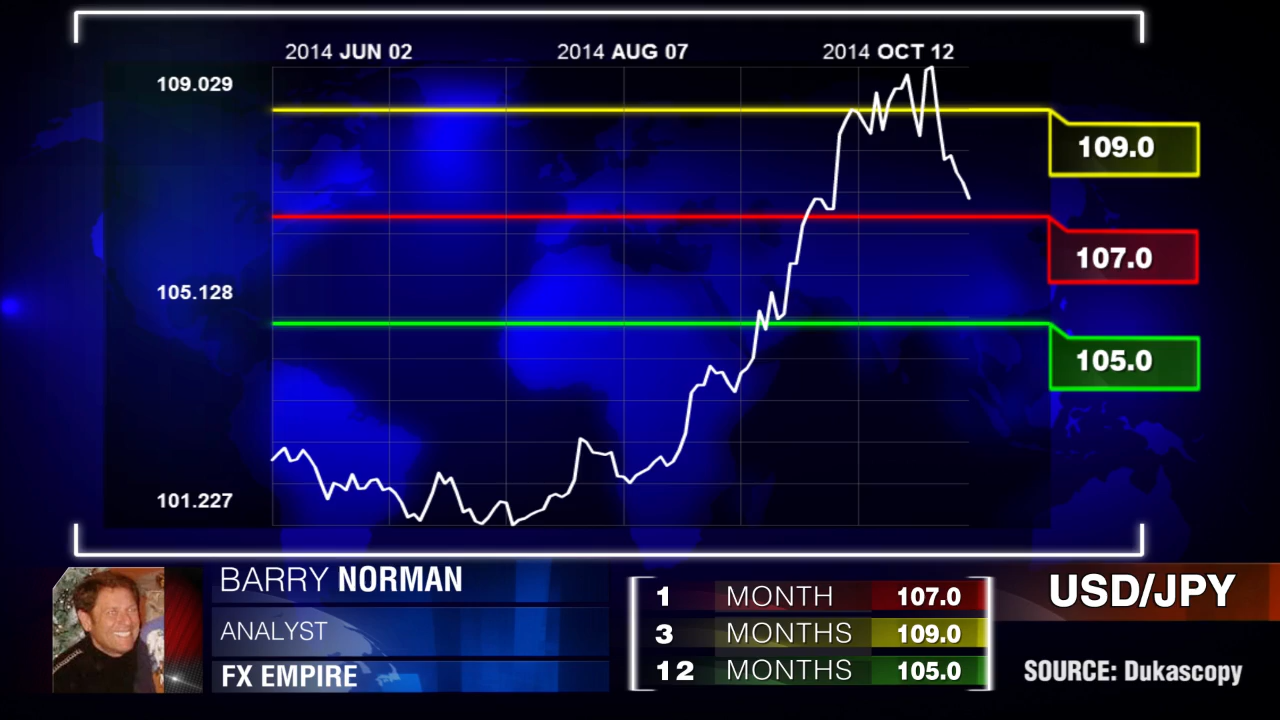 2014 JUN 02
2014 AUG 07
2014 OCT 12
109.029
105.128
101.227
109.0
107.0
105.0
BARRY NORMAN
ANALYST
FX EMPIRE
1 MONTH 107.0
3 MONTHS 109.0
12 MONTHS 105.0
USD/JPY
SOURCE: Dukascopy